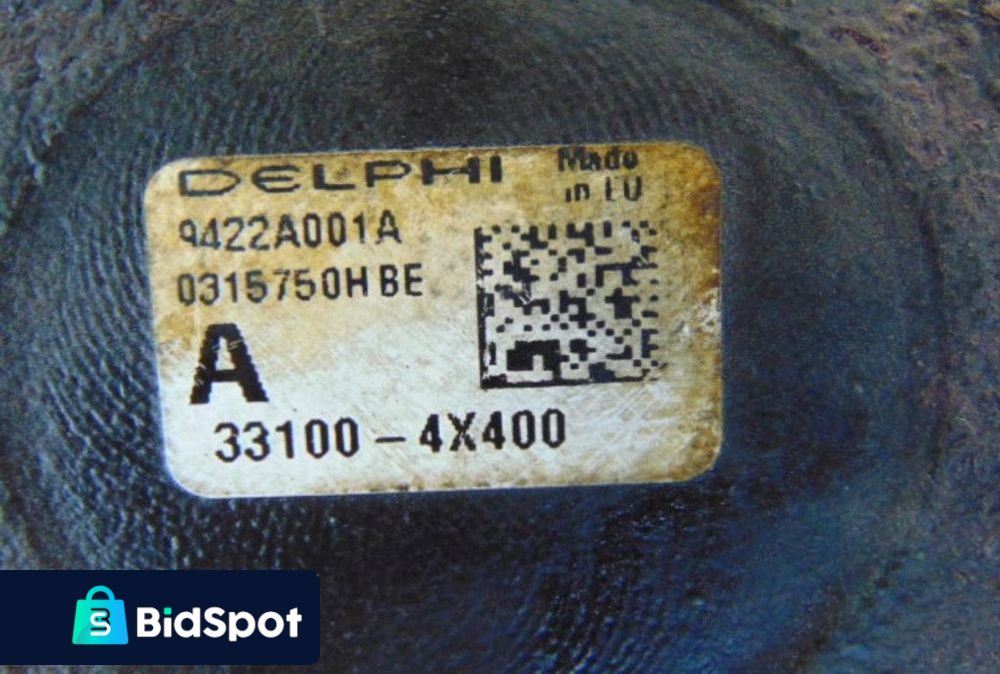 DELPHI
Made
in EU
9422A001A
0315750H BE
A
33100 - 4X400
BidSpot